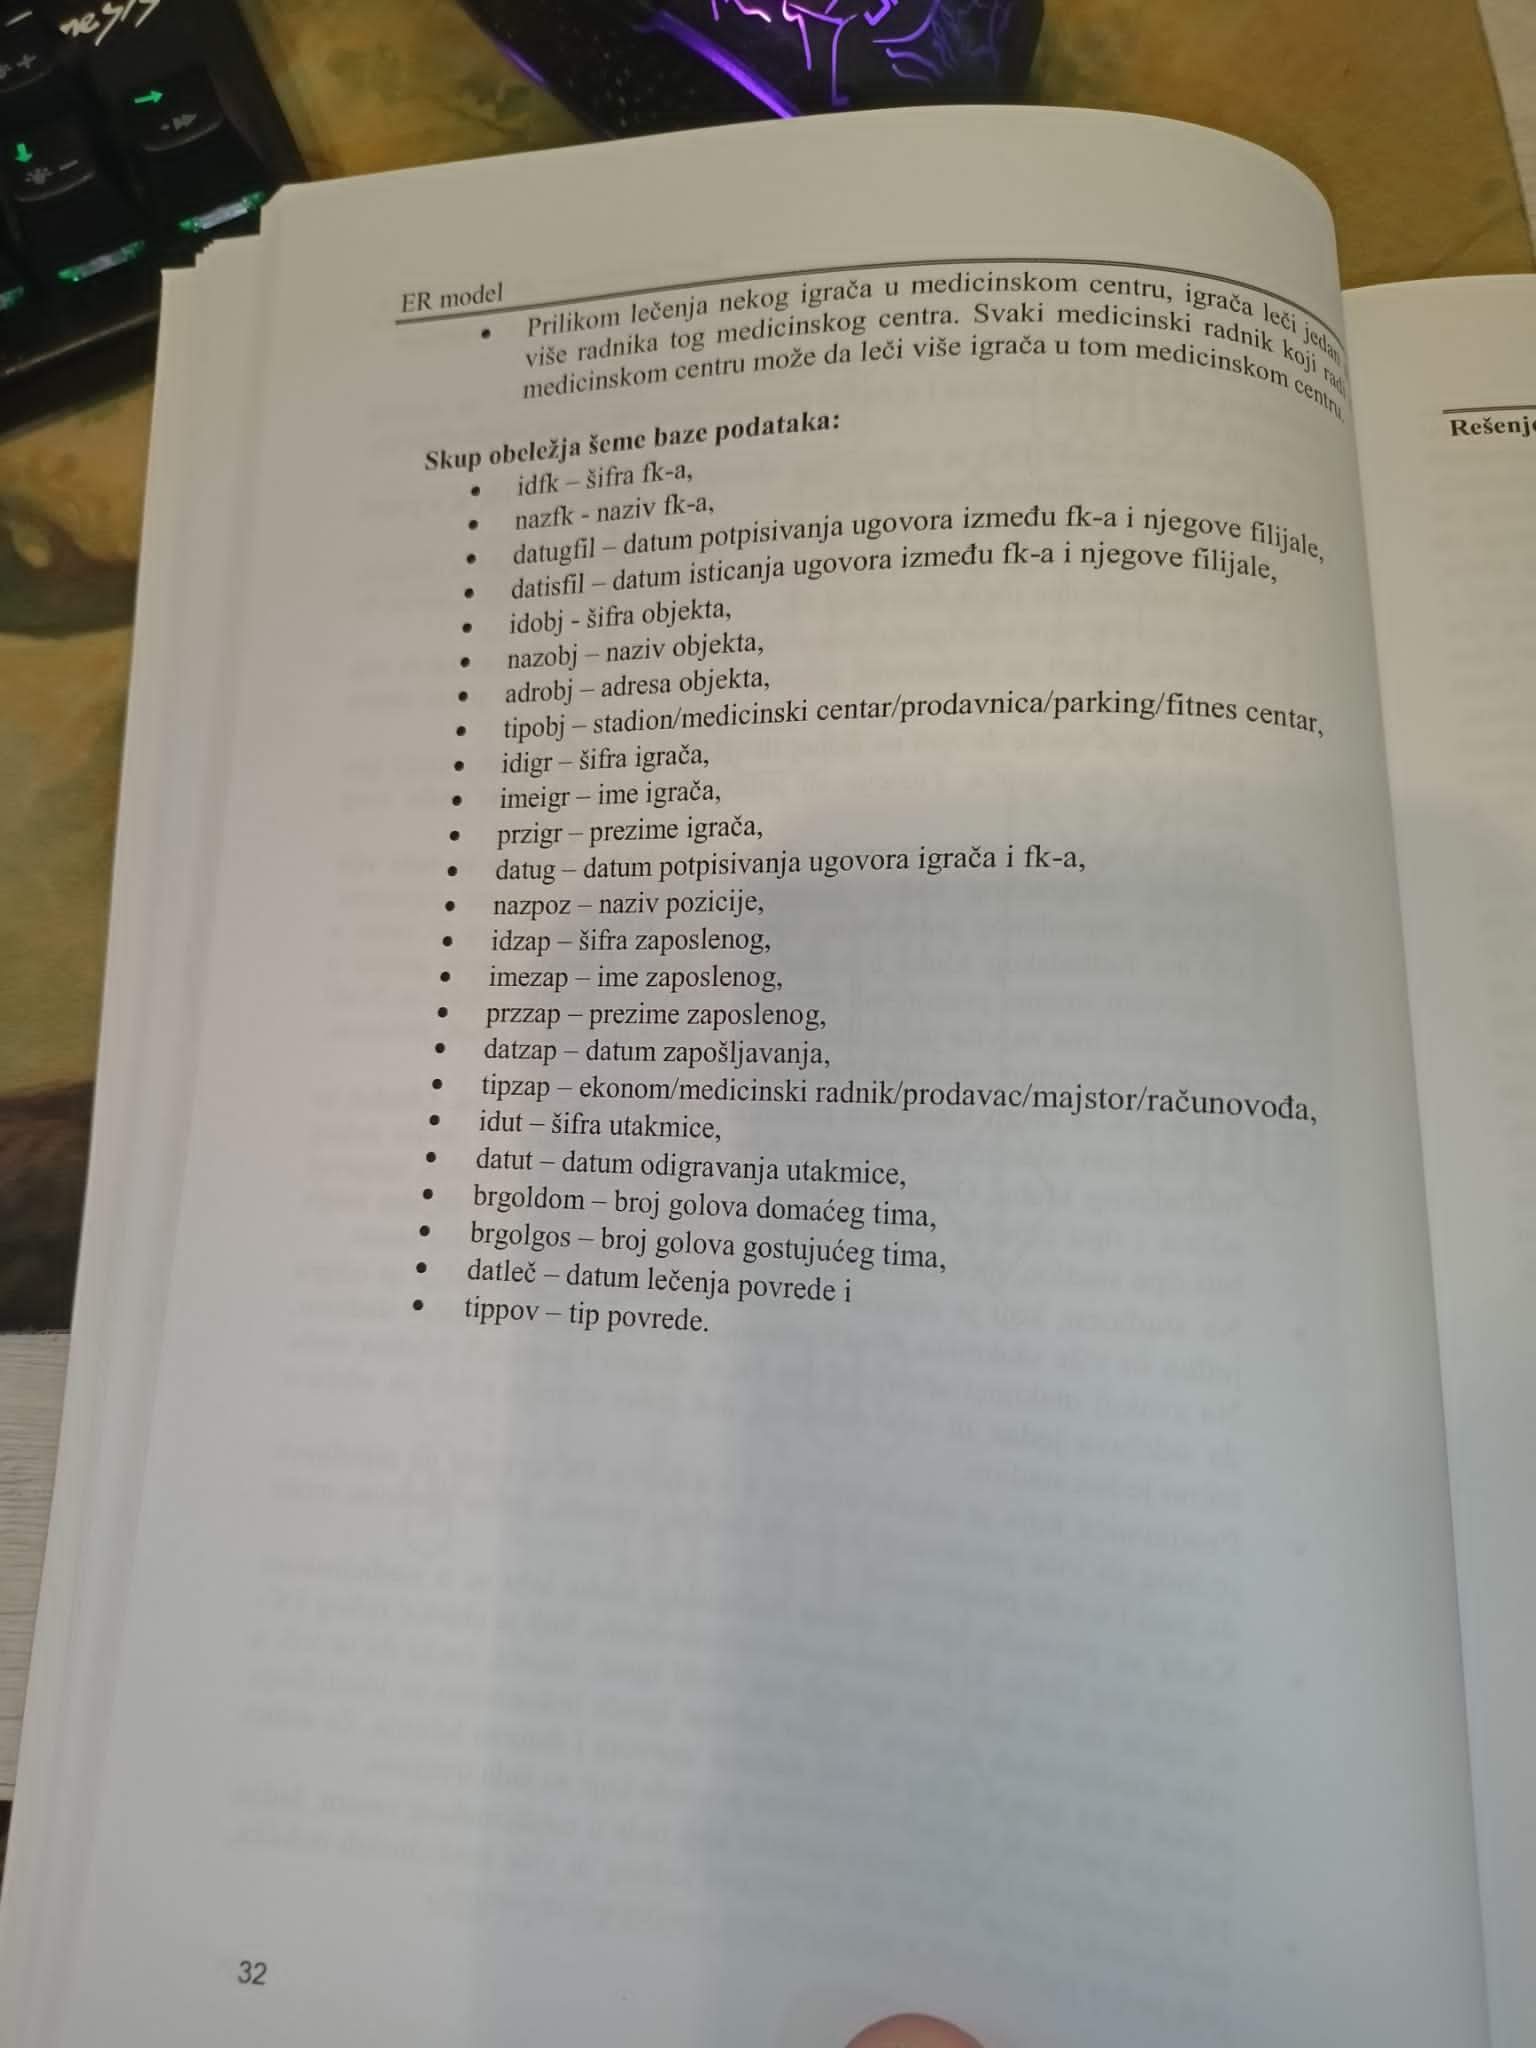 ER model
• Prilikom lečenja nekog igrača u medicinskom centru, igrača leči jedan
više radnika tog medicinskog centra. Svaki medicinski radnik koji radi
medicinskom centru može da leči više igrača u tom medicinskom centru.
Skup obeležja šeme baze podataka:
• idfk – šifra fk-a,
• nazfk - naziv fk-a,
• datugfil – datum potpisivanja ugovora između fk-a i njegove filijale,
• datisfil – datum isticanja ugovora između fk-a i njegove filijale,
• idobj - šifra objekta,
• nazobj – naziv objekta,
• adrobj – adresa objekta,
• tipobj – stadion/medicinski centar/prodavnica/parking/fitnes centar,
• idigr – šifra igrača,
• imeigr – ime igrača,
• przigr – prezime igrača,
• datug – datum potpisivanja ugovora igrača i fk-a,
• nazpoz – naziv pozicije,
• idzap – šifra zaposlenog,
• imezap – ime zaposlenog,
• przzap – prezime zaposlenog,
• datzap – datum zapošljavanja,
• tipzap – ekonom/medicinski radnik/prodavac/majstor/računovođa,
• idut – šifra utakmice,
• datut – datum odigravanja utakmice,
• brgoldom – broj golova domaćeg tima,
• brgolgos – broj golova gostujućeg tima,
• datleč – datum lečenja povrede i
• tippov – tip povrede.
32